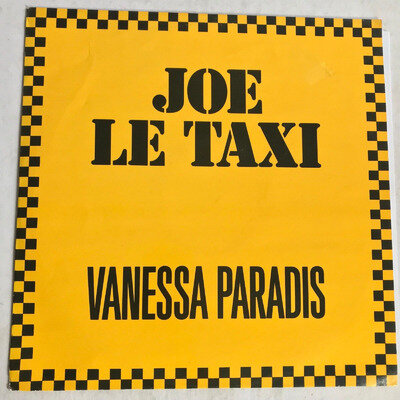 JOE
LE TAXI
VANESSA PARADIS